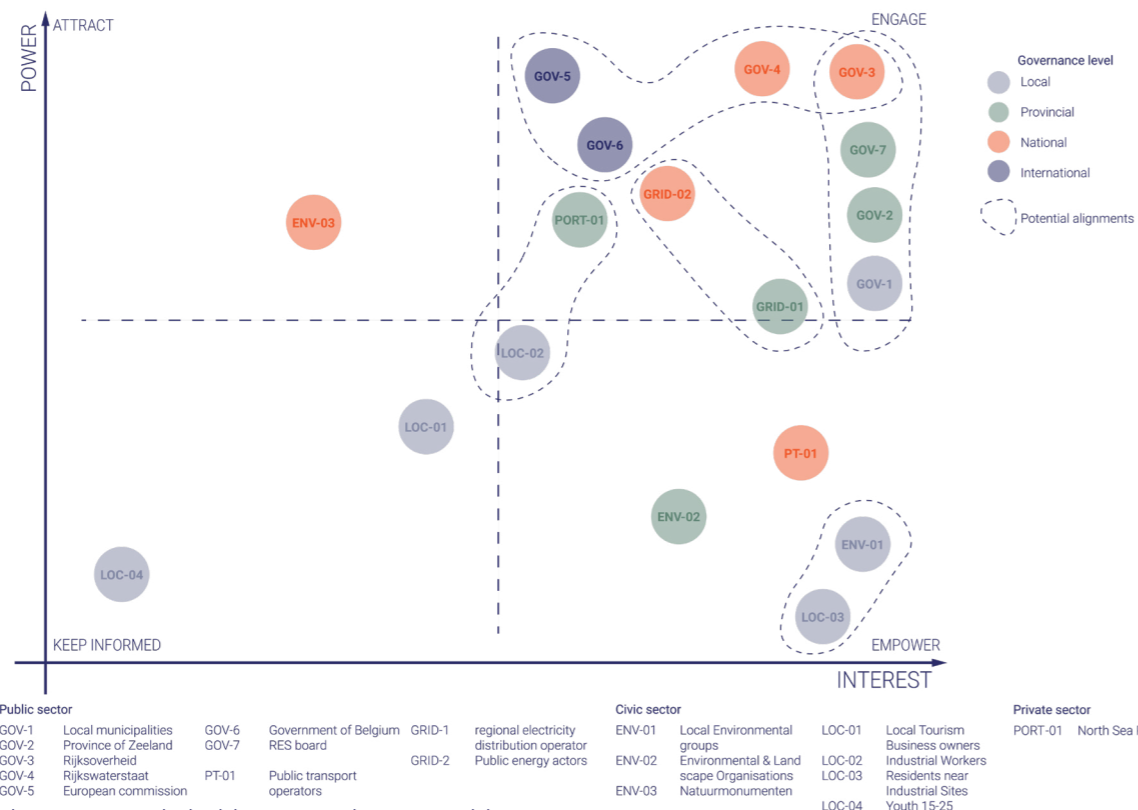 ATTRACT
ENGAGE
POWER
GOV-5
GOV-4
GOV-3
GOV-6
GOV-7
ENV-03
PORT-01
GRID-02
GOV-2
GOV-1
GRID-01
LOC-02
LOC-01
PT-01
ENV-02
ENV-01
LOC-04
LOC-03
KEEP INFORMED
EMPOWER
INTEREST
Governance level
Local
Provincial
National
International
Potential alignments
Public sector
GOV-1 Local municipalities
GOV-2 Province of Zeeland
GOV-3 Rijksoverheid
GOV-4 Rijkswaterstaat
GOV-5 European commission
GOV-6 Government of Belgium
GOV-7 RES board
PT-01 Public transport
operators
GRID-1 regional electricity
distribution operator
GRID-2 Public energy actors
Civic sector
ENV-01 Local Environmental
groups
ENV-02 Environmental & Land
scape Organisations
ENV-03 Natuurmonumenten
LOC-01 Local Tourism
Business owners
LOC-02 Industrial Workers
LOC-03 Residents near
Industrial Sites
LOC-04 Youth 15-25
Private sector
PORT-01 North Sea